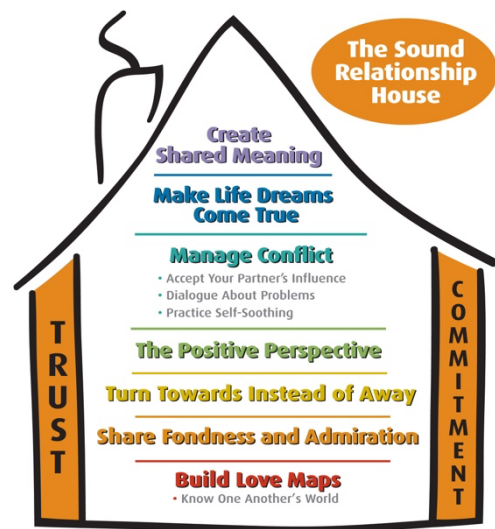 The Sound
Relationship
House
Create
Shared Meaning
Make Life Dreams
Come True
Manage Conflict
• Accept Your Partner's Influence
• Dialogue About Problems
• Practice Self-Soothing
The Positive Perspective
Turn Towards Instead of Away
Share Fondness and Admiration
Build Love Maps
• Know One Another's World
TRUST
COMMITMENT